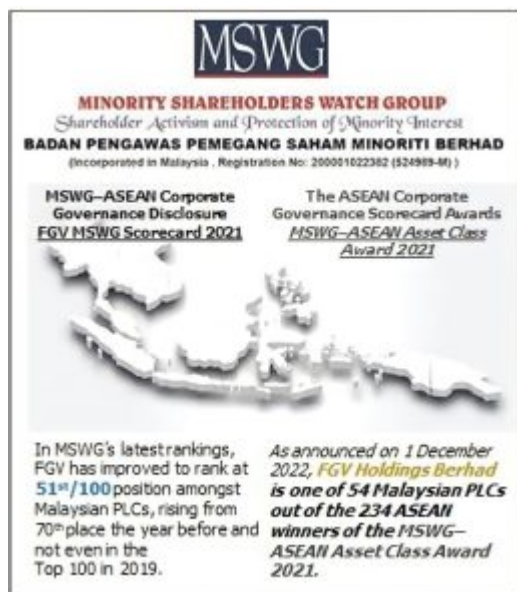 MSWG
MINORITY SHAREHOLDERS WATCH GROUP
Shareholder Activism and Protection of Minority Interest
BADAN PENGAWAS PEMEGANG SAHAM MINORITI BERHAD
(Incorporated in Malaysia . Registration No: 200001022382 (524989-M) )
MSWG–ASEAN Corporate
Governance Disclosure
FGV MSWG Scorecard 2021
The ASEAN Corporate
Governance Scorecard Awards
MSWG–ASEAN Asset Class
Award 2021
In MSWG's latest rankings,
FGV has improved to rank at
51st/100 position amongst
Malaysian PLCs, rising from
70th place the year before and
not even in the
Top 100 in 2019.
As announced on 1 December
2022, FGV Holdings Berhad
is one of 54 Malaysian PLCs
out of the 234 ASEAN
winners of the MSWG–
ASEAN Asset Class Award
2021.